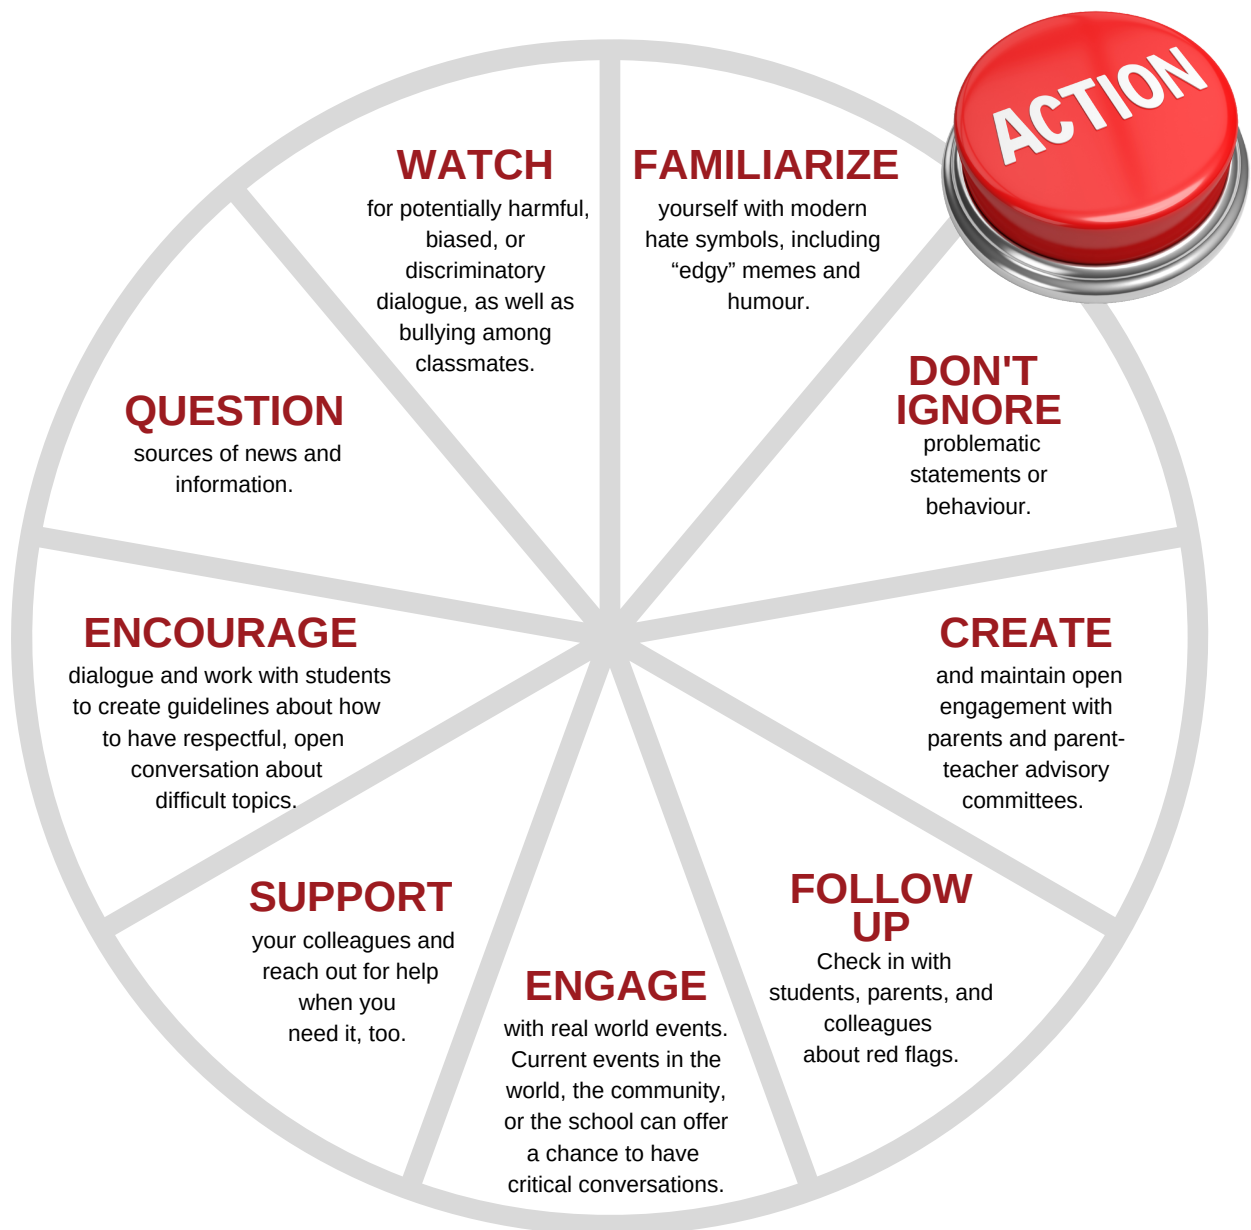 ACTION
WATCH
for potentially harmful,
biased, or
discriminatory
dialogue, as well as
bullying among
classmates.
FAMILIARIZE
yourself with modern
hate symbols, including
“edgy” memes and
humour.
DON'T
IGNORE
problematic
statements or
behaviour.
CREATE
and maintain open
engagement with
parents and parent-
teacher advisory
committees.
FOLLOW
UP
Check in with
students, parents, and
colleagues
about red flags.
ENGAGE
with real world events.
Current events in the
world, the community,
or the school can offer
a chance to have
critical conversations.
SUPPORT
your colleagues and
reach out for help
when you
need it, too.
ENCOURAGE
dialogue and work with students
to create guidelines about how
to have respectful, open
conversation about
difficult topics.
QUESTION
sources of news and
information.